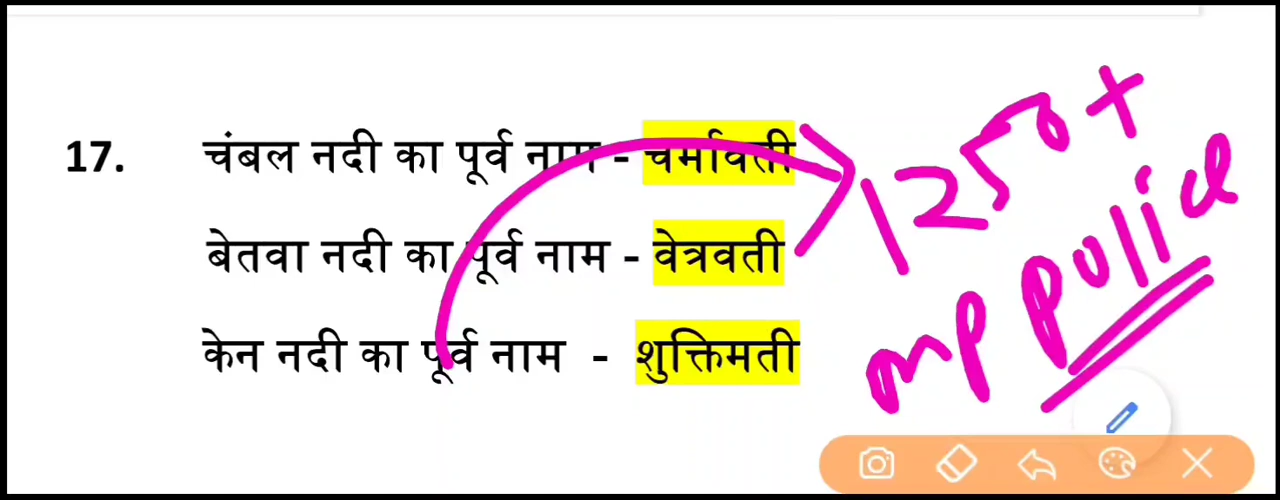 17. चंबल नदी का पूर्व नाम - चर्मावती
बेतवा नदी का पूर्व नाम - वेत्रवती
केन नदी का पूर्व नाम - शुक्तिमती
1250+
mp police